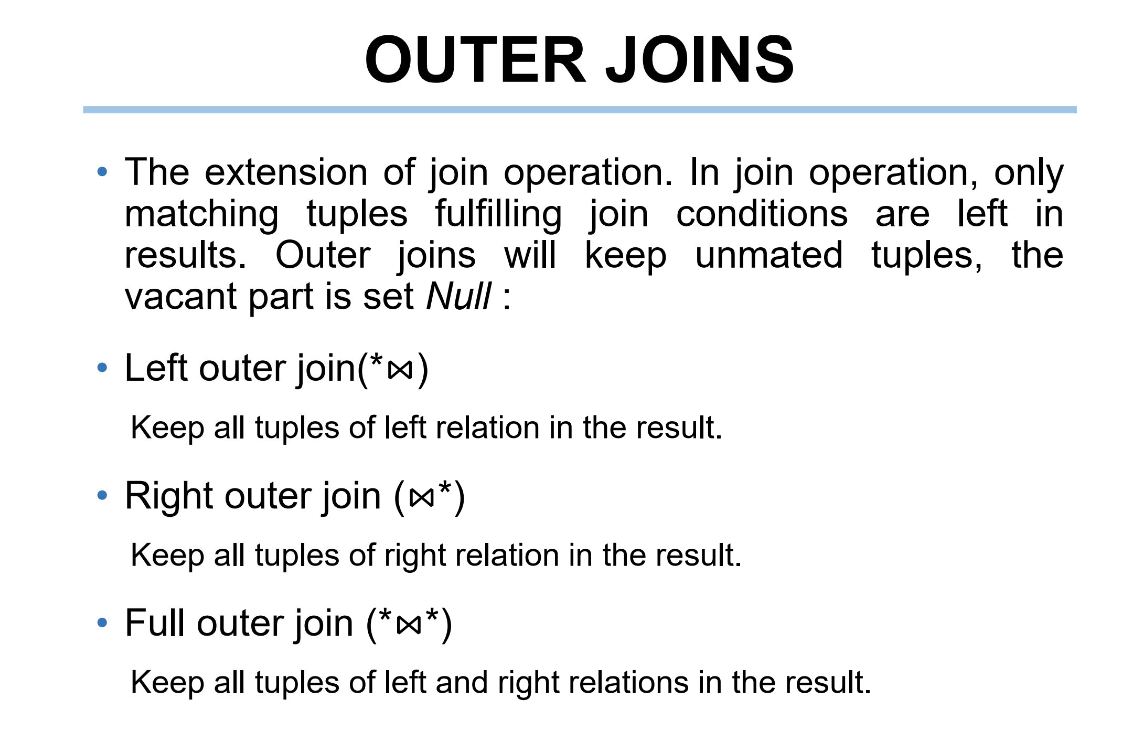 OUTER JOINS
• The extension of join operation. In join operation, only
matching tuples fulfilling join conditions are left in
results. Outer joins will keep unmated tuples, the
vacant part is set Null :
• Left outer join(*⋈)
Keep all tuples of left relation in the result.
• Right outer join (⋈*)
Keep all tuples of right relation in the result.
• Full outer join (*⋈*)
Keep all tuples of left and right relations in the result.